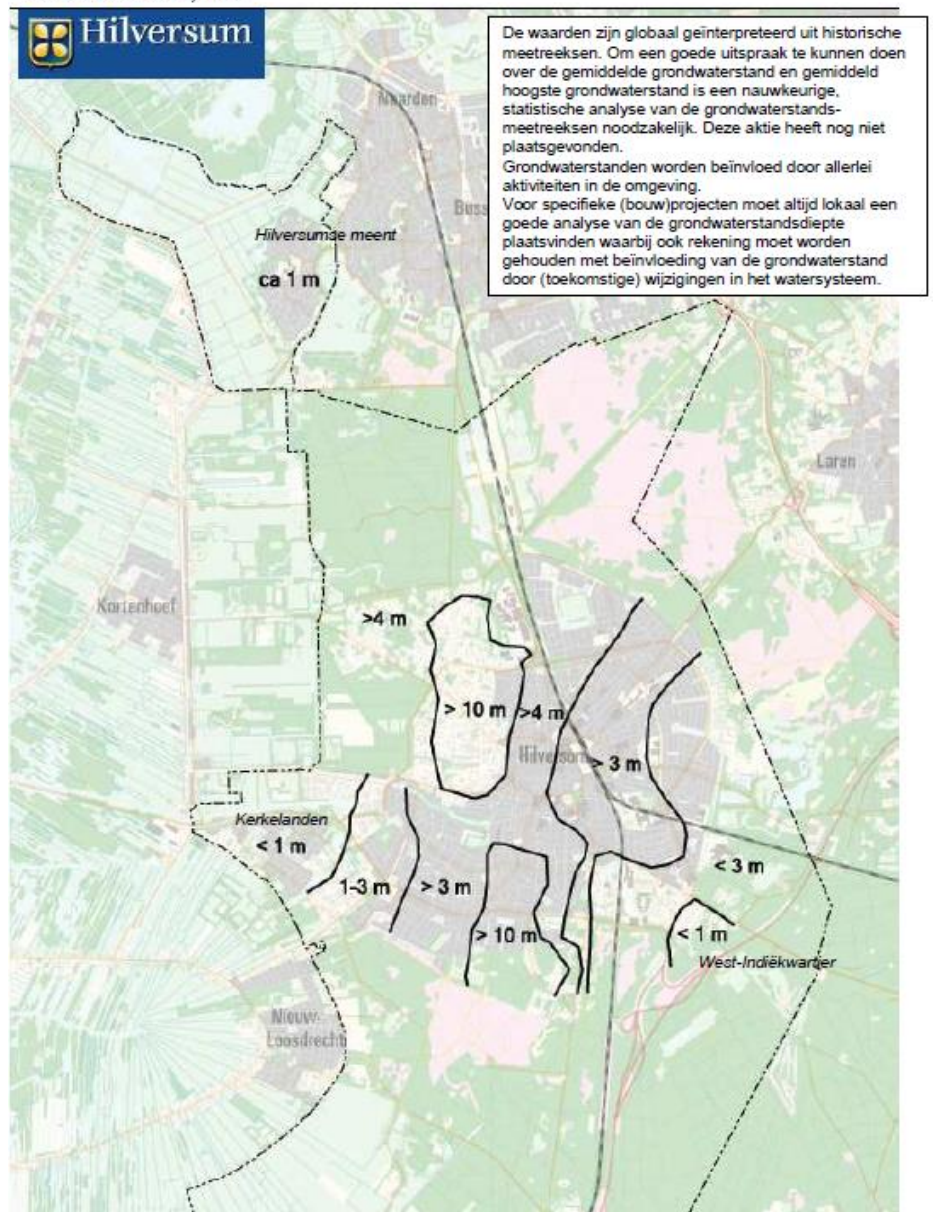 Hilversum
De waarden zijn globaal geïnterpreteerd uit historische
meetreeksen. Om een goede uitspraak te kunnen doen
over de gemiddelde grondwaterstand en gemiddeld
hoogste grondwaterstand is een nauwkeurige,
statistische analyse van de grondwaterstands-
meetreeksen noodzakelijk. Deze aktie heeft nog niet
plaatsgevonden.
Grondwaterstanden worden beïnvloed door allerlei
aktiviteiten in de omgeving.
Voor specifieke (bouw)projecten moet altijd lokaal een
goede analyse van de grondwaterstandsdiepte
plaatsvinden waarbij ook rekening moet worden
gehouden met beïnvloeding van de grondwaterstand
door (toekomstige) wijzigingen in het watersysteem.
Naarden
Buss
Hilversumse meent
ca 1 m
Laren
Kortenhoef
>4 m
> 10 m
>4 m
Hilversum
> 3 m
Kerkelanden
< 1 m
1-3 m
> 3 m
< 3 m
> 10 m
< 1 m
West-Indiëkwartier
Nieuw-
Loosdrecht